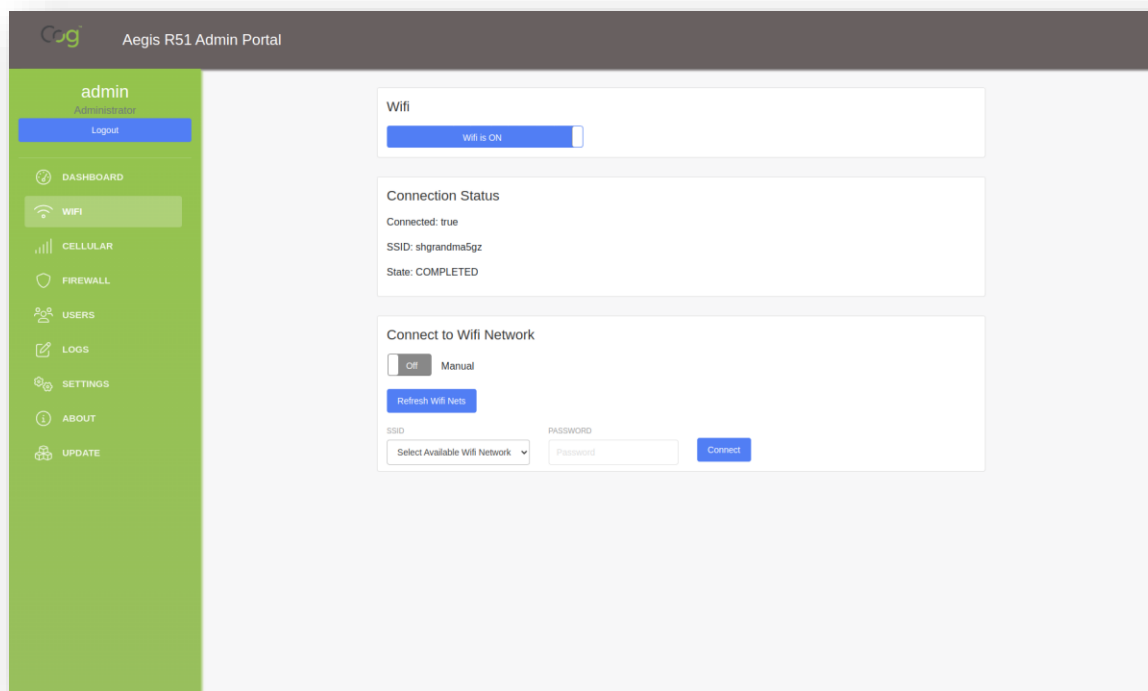 Cog
Aegis R51 Admin Portal
admin
Administrator
Logout
DASHBOARD
WIFI
CELLULAR
FIREWALL
USERS
LOGS
SETTINGS
ABOUT
UPDATE
Wifi
Wifi is ON
Connection Status
Connected: true
SSID: shgrandma5gz
State: COMPLETED
Connect to Wifi Network
Off Manual
Refresh Wifi Nets
SSID PASSWORD
Select Available Wifi Network Password Connect